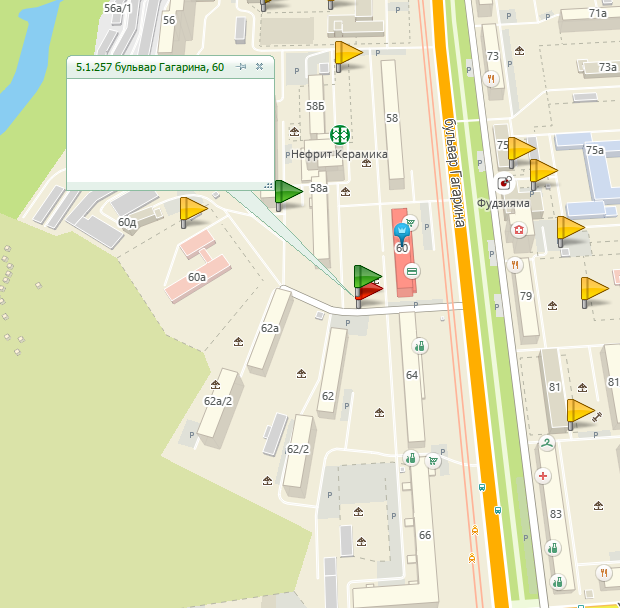 56а/1
56
71а
73
73а
5.1.257 бульвар Гагарина, 60
P
P
58Б
58
75
75а
Нефрит-Керамика
бульвар Гагарина
58а
P
Фудзияма
60д
60
P
60а
P
79
P
62а
P
62
64
81
81
62а/2
P
P
62/2
P
P
83
66
P
P